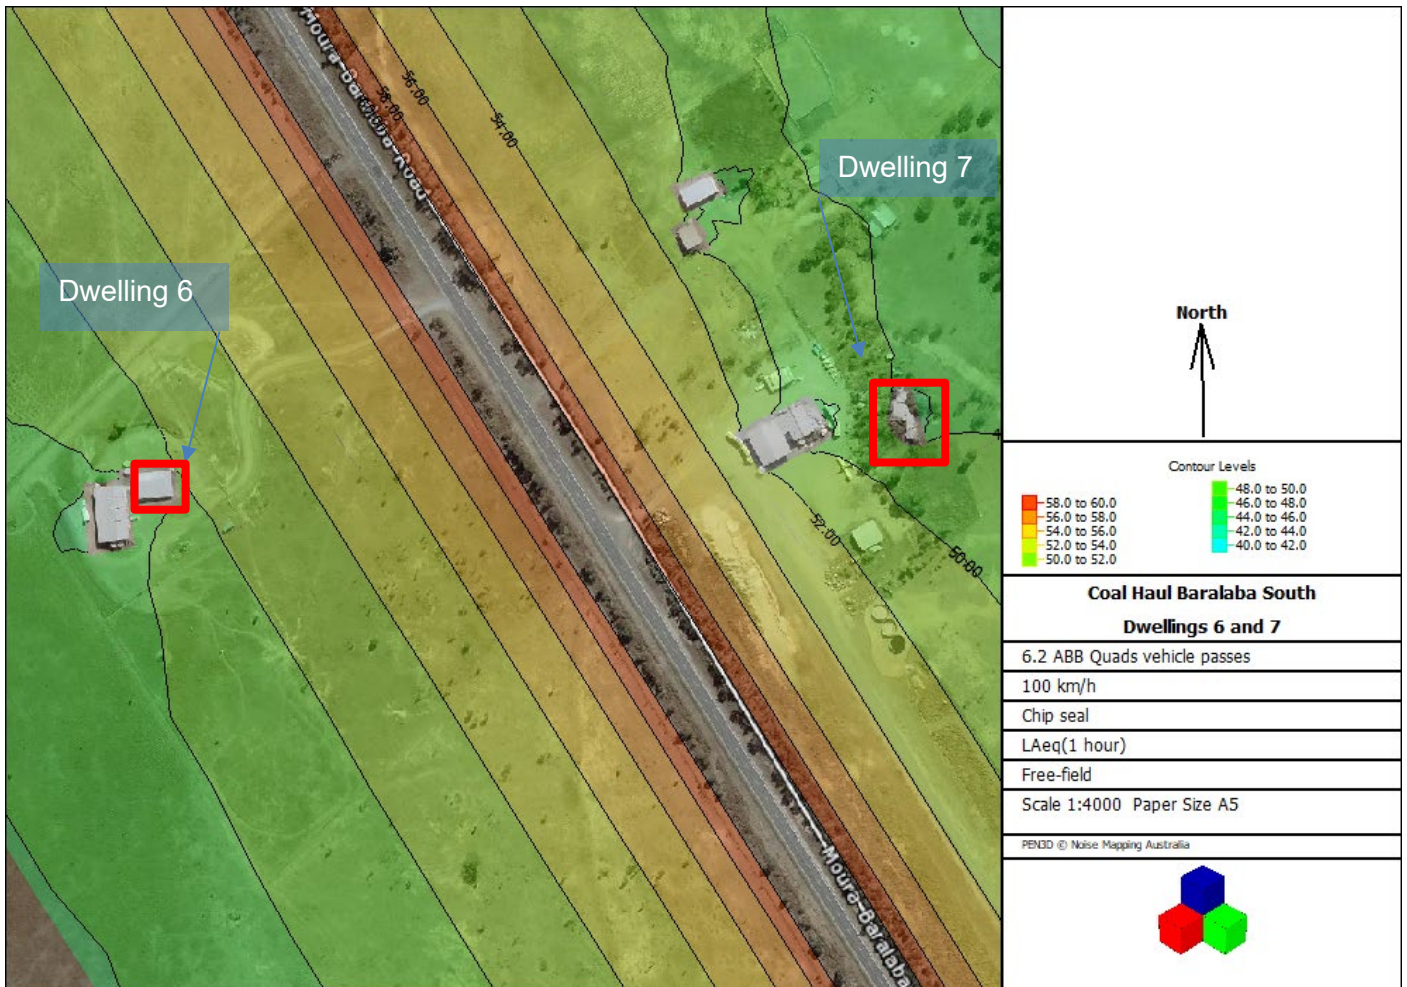 Moura-Baralaba-Road
56.00
58.00
54.00
Dwelling 7
Dwelling 6
52.00
50.00
Moura-Baralaba
North
Contour Levels
58.0 to 60.0
56.0 to 58.0
54.0 to 56.0
52.0 to 54.0
50.0 to 52.0
48.0 to 50.0
46.0 to 48.0
44.0 to 46.0
42.0 to 44.0
40.0 to 42.0
Coal Haul Baralaba South
Dwellings 6 and 7
6.2 ABB Quads vehicle passes
100 km/h
Chip seal
LAeq(1 hour)
Free-field
Scale 1:4000 Paper Size A5
PEN3D © Noise Mapping Australia